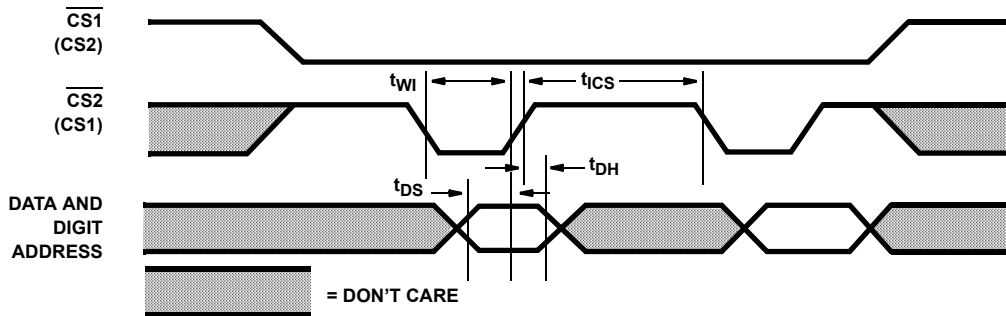 CS1
(CS2)
tWI
tICS
CS2
(CS1)
tDH
tDS
DATA AND
DIGIT
ADDRESS
= DON'T CARE